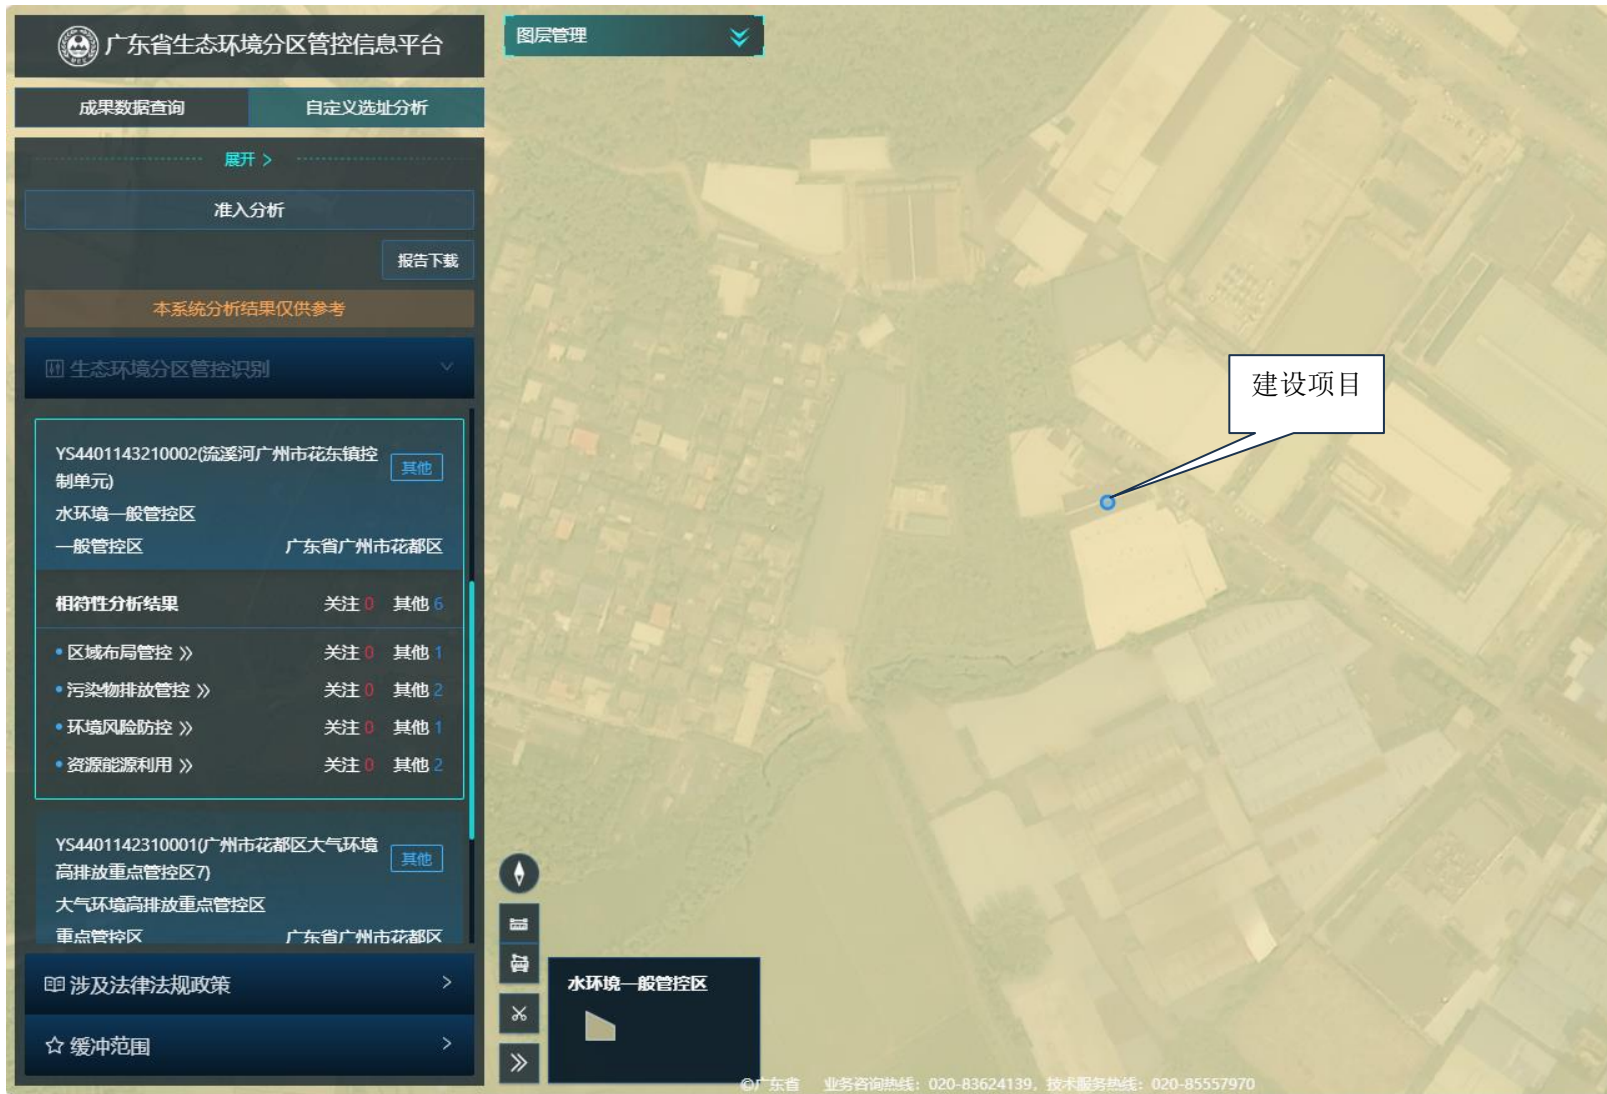 广东省生态环境分区管控信息平台
成果数据查询
自定义选址分析
展开 >
准入分析
报告下载
本系统分析结果仅供参考
生态环境分区管控识别
YS4401143210002(流溪河广州市花东镇控
制单元)
其他
水环境一般管控区
一般管控区 广东省广州市花都区
相符性分析结果 关注 0 其他 6
区域布局管控 关注 0 其他 1
污染物排放管控 关注 0 其他 2
环境风险防控 关注 0 其他 1
资源能源利用 关注 0 其他 2
YS4401142310001(广州市花都区大气环境
高排放重点管控区7)
其他
大气环境高排放重点管控区
重点管控区 广东省广州市花都区
涉及法律法规政策
缓冲范围
图层管理
建设项目
水环境一般管控区
©广东省 业务咨询热线：020-83624139，技术服务热线：020-85557970